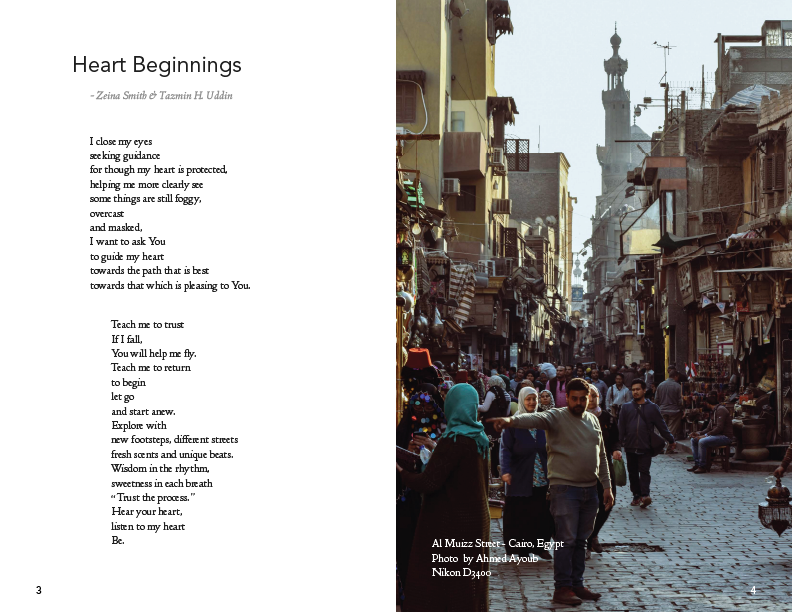 Heart Beginnings
- Zeina Smith & Tazmin H. Uddin
I close my eyes
seeking guidance
for though my heart is protected,
helping me more clearly see
some things are still foggy,
overcast
and masked,
I want to ask You
to guide my heart
towards the path that is best
towards that which is pleasing to You.
Teach me to trust
If I fall,
You will help me fly.
Teach me to return
to begin
let go
and start anew.
Explore with
new footsteps, different streets
fresh scents and unique beats.
Wisdom in the rhythm,
sweetness in each breath
“Trust the process.”
Hear your heart,
listen to my heart
Be.
3
Al Muizz Street - Cairo, Egypt
Photo by Ahmed Ayoub
Nikon D3400
4